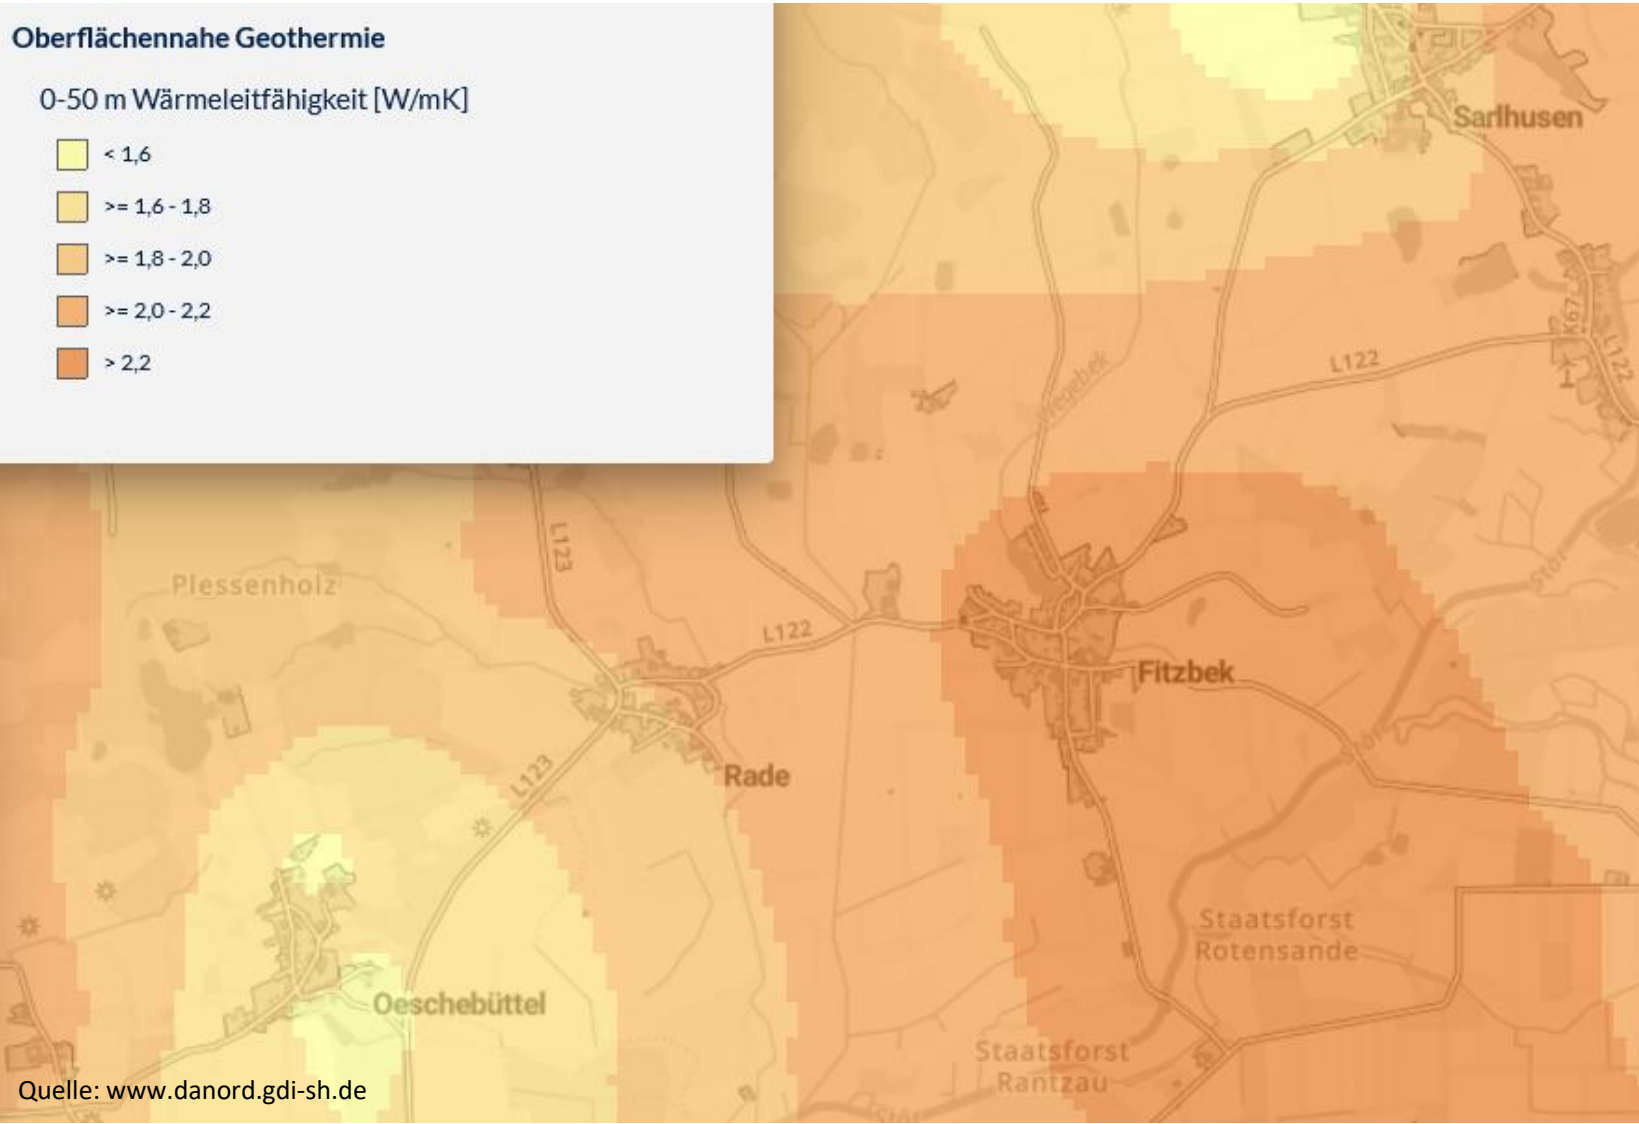 Oberflächennahe Geothermie
0-50 m Wärmeleitfähigkeit [W/mK]
< 1,6
>= 1,6 - 1,8
>= 1,8 - 2,0
>= 2,0 - 2,2
> 2,2
Sarlhusen
K67
L122
L122
Wegebek
L123
Stör
Plessenholz
L122
Fitzbek
Stör
Rade
L123
Staatsforst
Rotensande
Oeschebüttel
Staatsforst
Rantzau
Stör
Quelle: www.danord.gdi-sh.de